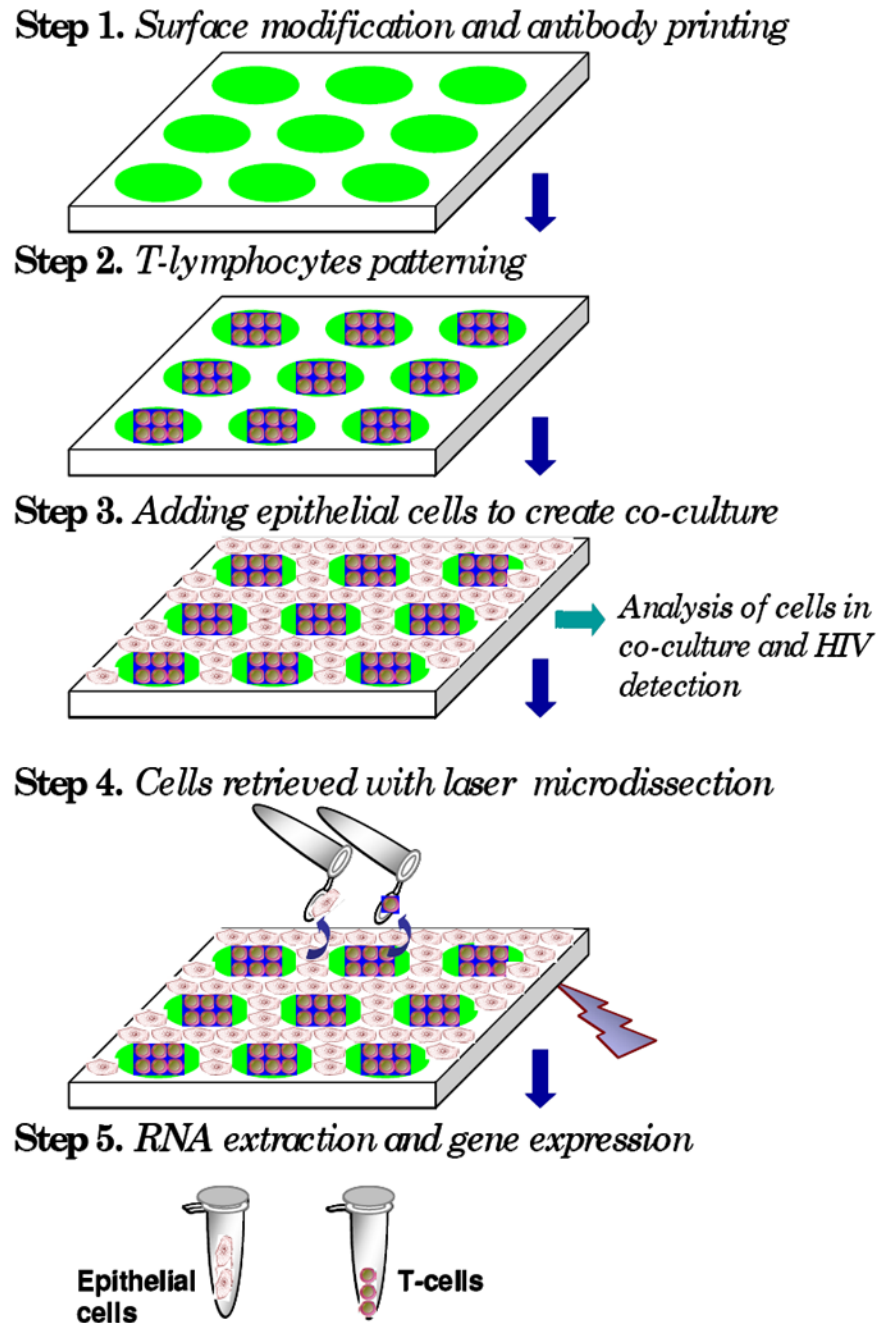 Step 1. Surface modification and antibody printing
Step 2. T-lymphocytes patterning
Step 3. Adding epithelial cells to create co-culture
Analysis of cells in
co-culture and HIV
detection
Step 4. Cells retrieved with laser microdissection
Step 5. RNA extraction and gene expression
Epithelial
cells
T-cells